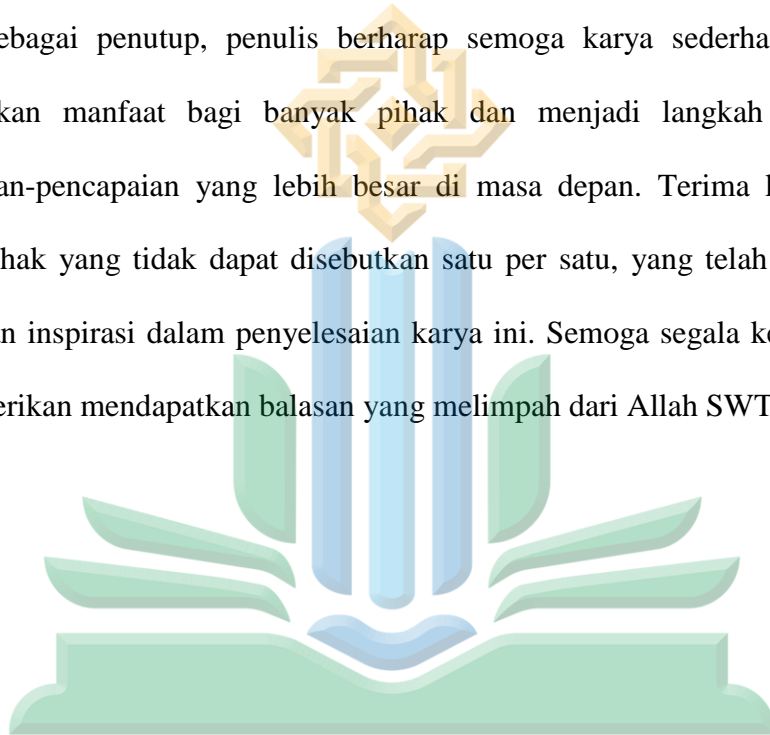 ebagai penutup, penulis berharap semoga karya sederha
kan manfaat bagi banyak pihak dan menjadi langkah
an-pencapaian yang lebih besar di masa depan. Terima
hak yang tidak dapat disebutkan satu per satu, yang telah
n inspirasi dalam penyelesaian karya ini. Semoga segala ke
erikan mendapatkan balasan yang melimpah dari Allah SWT